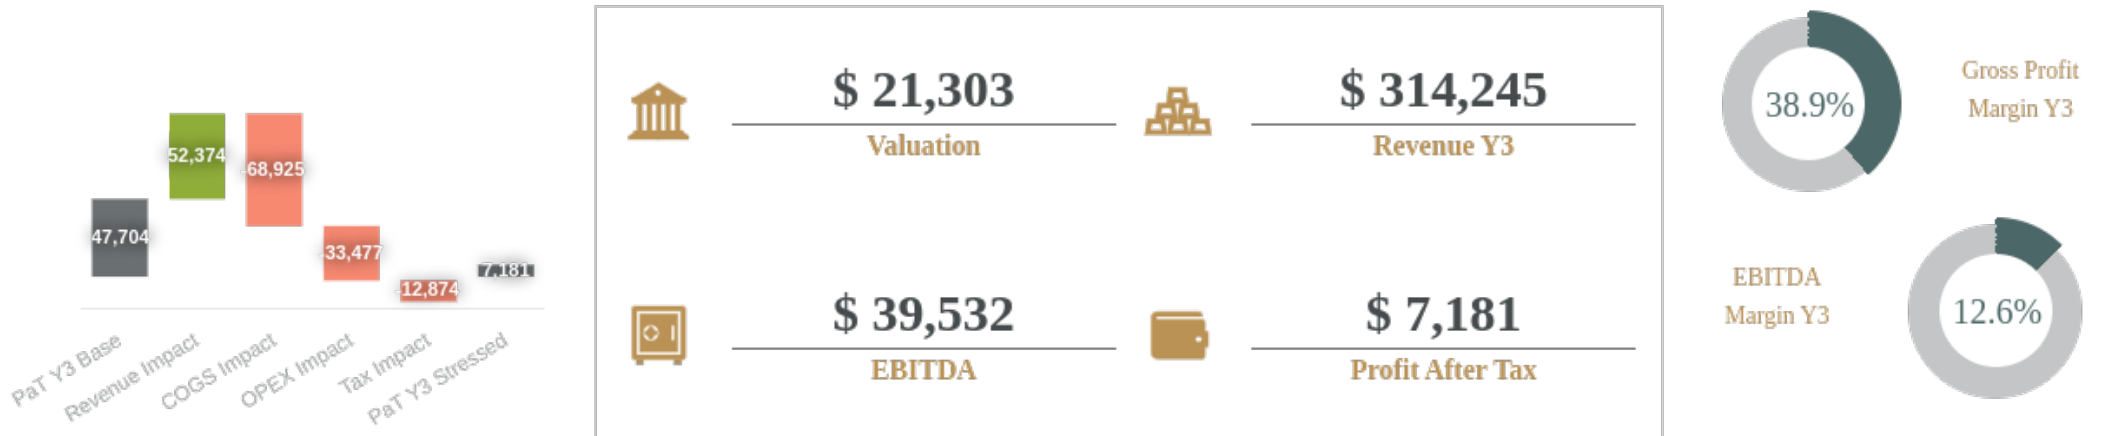 47,704
52,374
-68,925
-33,477
-12,874
7,181
PaT Y3 Base
Revenue Impact
COGS Impact
OPEX Impact
Tax Impact
PaT Y3 Stressed
$ 21,303
Valuation
$ 314,245
Revenue Y3
$ 39,532
EBITDA
$ 7,181
Profit After Tax
38.9%
Gross Profit
Margin Y3
EBITDA
Margin Y3
12.6%